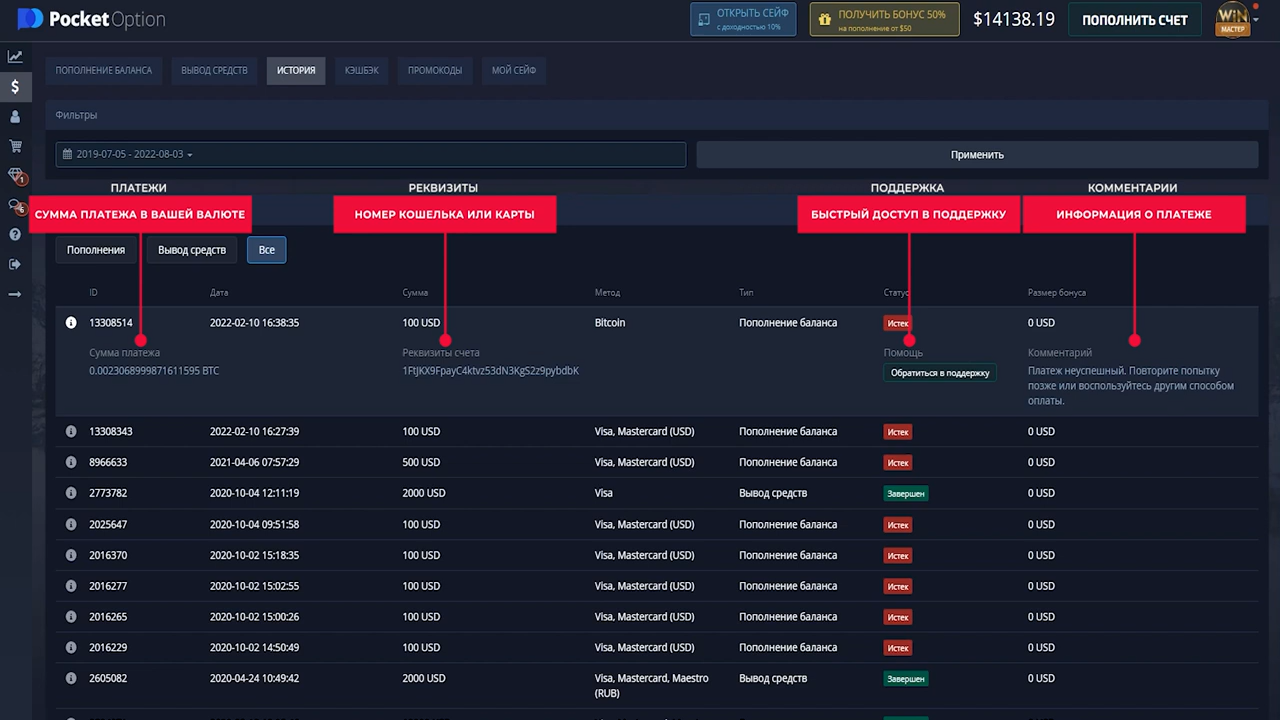 PocketOption
ОТКРЫТЬ СЕЙФ
с доходностью 10%
ПОЛУЧИТЬ БОНУС 50%
на пополнение от $50
$14138.19
ПОПОЛНИТЬ СЧЕТ
WiN
МАСТЕР
ПОПОЛНЕНИЕ БАЛАНСА ВЫВОД СРЕДСТВ ИСТОРИЯ КЭШБЭК ПРОМОКОДЫ МОЙ СЕЙФ
Фильтры
2019-07-05 - 2022-08-03
Применить
1
6
ПЛАТЕЖИ РЕКВИЗИТЫ ПОДДЕРЖКА КОММЕНТАРИИ
СУММА ПЛАТЕЖА В ВАШЕЙ ВАЛЮТЕ НОМЕР КОШЕЛЬКА ИЛИ КАРТЫ БЫСТРЫЙ ДОСТУП В ПОДДЕРЖКУ ИНФОРМАЦИЯ О ПЛАТЕЖЕ
Пополнения Вывод средств Все
ID Дата Сумма Метод Тип Статус Размер бонуса
13308514 2022-02-10 16:38:35 100 USD Bitcoin Пополнение баланса Истек 0 USD
Сумма платежа Реквизиты счета Помощь Комментарий
0.0023068999871611595 BTC 1FtJKX9FpayC4ktvz53dN3KgS2z9pybdbK Обратиться в поддержку Платеж неуспешный. Повторите попытку
позже или воспользуйтесь другим способом
оплаты.
13308343 2022-02-10 16:27:39 100 USD Visa, Mastercard (USD) Пополнение баланса Истек 0 USD
8966633 2021-04-06 07:57:29 500 USD Visa, Mastercard (USD) Пополнение баланса Истек 0 USD
2773782 2020-10-04 12:11:19 2000 USD Visa Вывод средств Завершен 0 USD
2025647 2020-10-04 09:51:58 100 USD Visa, Mastercard (USD) Пополнение баланса Истек 0 USD
2016370 2020-10-02 15:18:35 100 USD Visa, Mastercard (USD) Пополнение баланса Истек 0 USD
2016277 2020-10-02 15:02:55 100 USD Visa, Mastercard (USD) Пополнение баланса Истек 0 USD
2016265 2020-10-02 15:00:26 100 USD Visa, Mastercard (USD) Пополнение баланса Истек 0 USD
2016229 2020-10-02 14:50:49 100 USD Visa, Mastercard (USD) Пополнение баланса Истек 0 USD
2605082 2020-04-24 10:49:42 2000 USD Visa, Mastercard, Maestro Вывод средств Завершен 0 USD
(RUB)